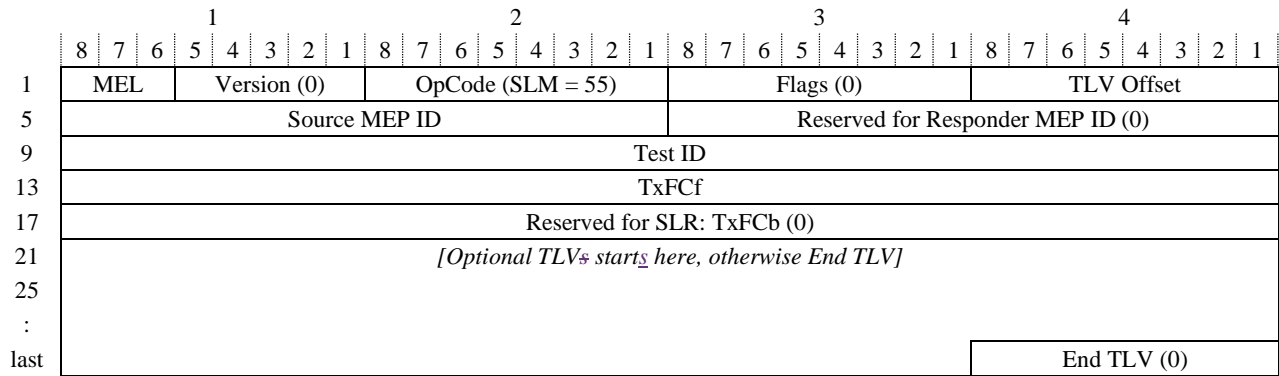 1 2 3 4
8 7 6 5 4 3 2 1 8 7 6 5 4 3 2 1 8 7 6 5 4 3 2 1 8 7 6 5 4 3 2 1
1 MEL Version (0) OpCode (SLM = 55) Flags (0) TLV Offset
5 Source MEP ID Reserved for Responder MEP ID (0)
9 Test ID
13 TxFCf
17 Reserved for SLR: TxFCb (0)
21 [Optional TLVs starts here, otherwise End TLV]
25
:
last End TLV (0)